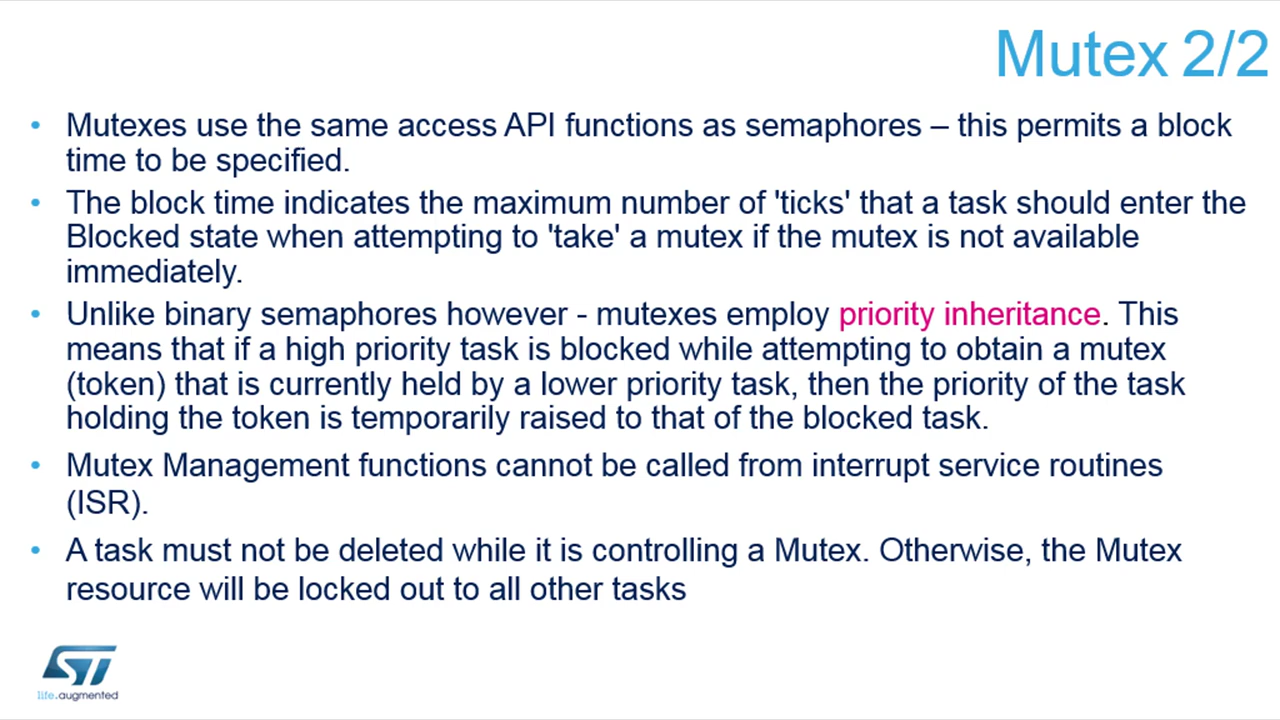 Mutex 2/2
• Mutexes use the same access API functions as semaphores – this permits a block
time to be specified.
• The block time indicates the maximum number of 'ticks' that a task should enter the
Blocked state when attempting to 'take' a mutex if the mutex is not available
immediately.
• Unlike binary semaphores however - mutexes employ priority inheritance. This
means that if a high priority task is blocked while attempting to obtain a mutex
(token) that is currently held by a lower priority task, then the priority of the task
holding the token is temporarily raised to that of the blocked task.
• Mutex Management functions cannot be called from interrupt service routines
(ISR).
• A task must not be deleted while it is controlling a Mutex. Otherwise, the Mutex
resource will be locked out to all other tasks
ST
life.augmented